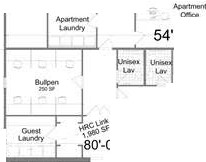 Apartment
Office
Apartment
Laundry
54'
Unisex
Lav
Unisex
Lav
Bullpen
250 SF
HRC Link
1,980 SF
Guest
Laundry
80'-0